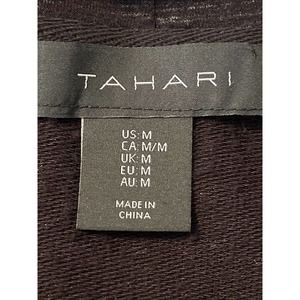 TAHARI
US: M
CA: M/M
UK: M
EU: M
AU: M
MADE IN
CHINA